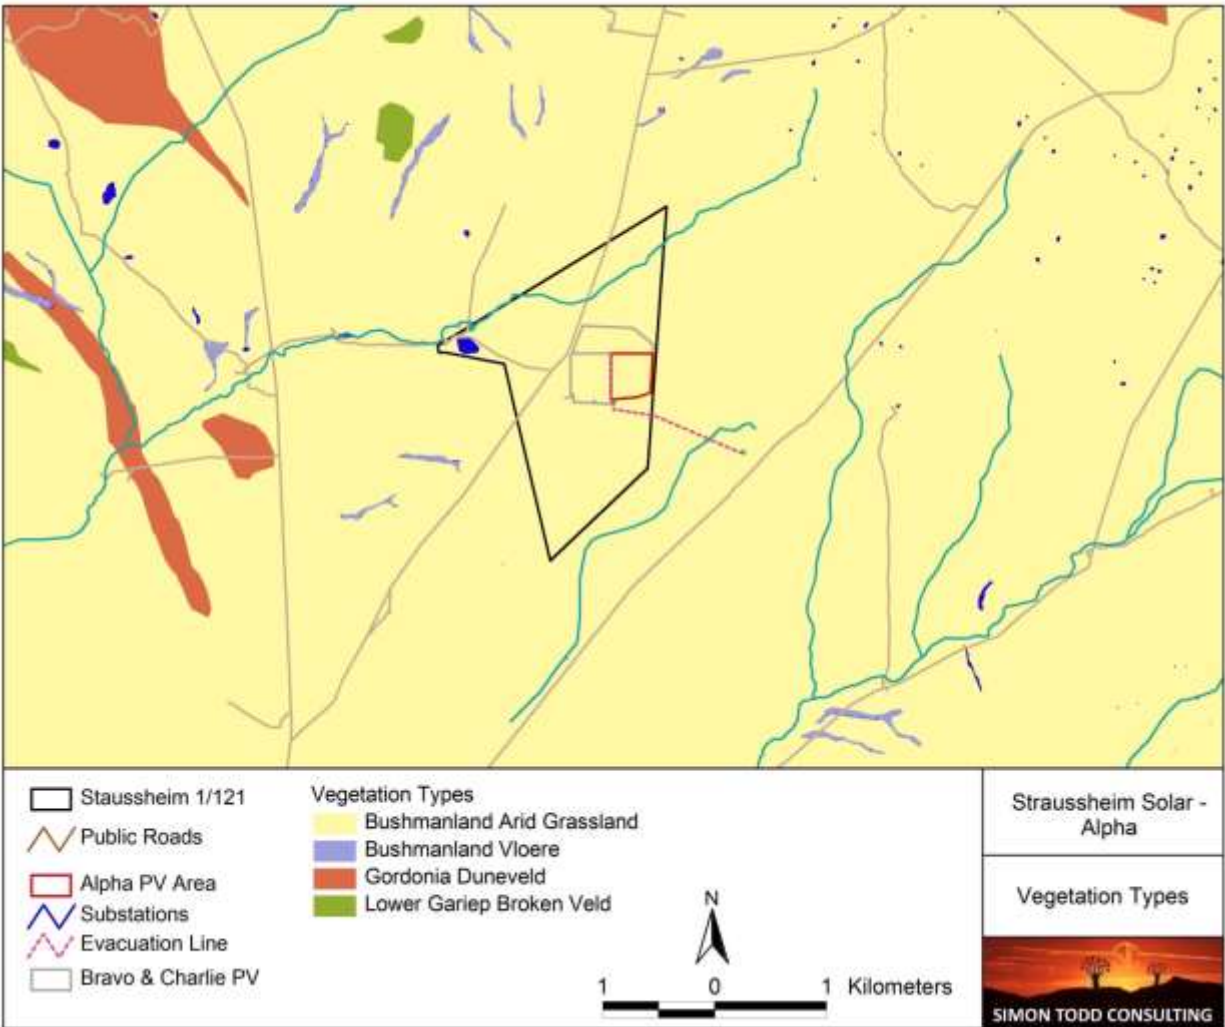 Staussheim 1/121
Public Roads
Alpha PV Area
Substations
Evacuation Line
Bravo & Charlie PV
Vegetation Types
Bushmanland Arid Grassland
Bushmanland Vloere
Gordonia Duneveld
Lower Gariep Broken Veld
N
1 0 1 Kilometers
Straussheim Solar -
Alpha
Vegetation Types
SIMON TODD CONSULTING